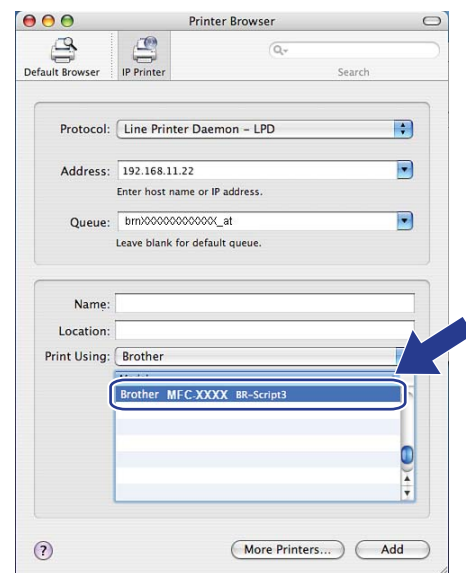 Printer Browser
Default Browser
IP Printer
Search
Protocol: Line Printer Daemon – LPD
Address: 192.168.11.22
Enter host name or IP address.
Queue: brnXXXXXXXXXXXX_at
Leave blank for default queue.
Name:
Location:
Print Using: Brother
Brother MFC-XXXX BR-Script3
?
More Printers... Add